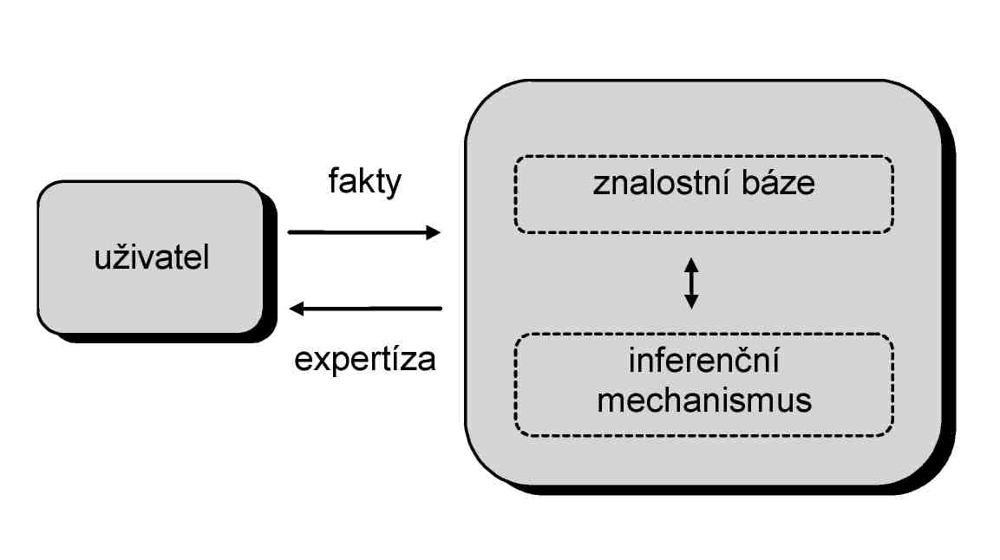 uživatel
fakty
expertíza
znalostní báze
inferenční
mechanismus